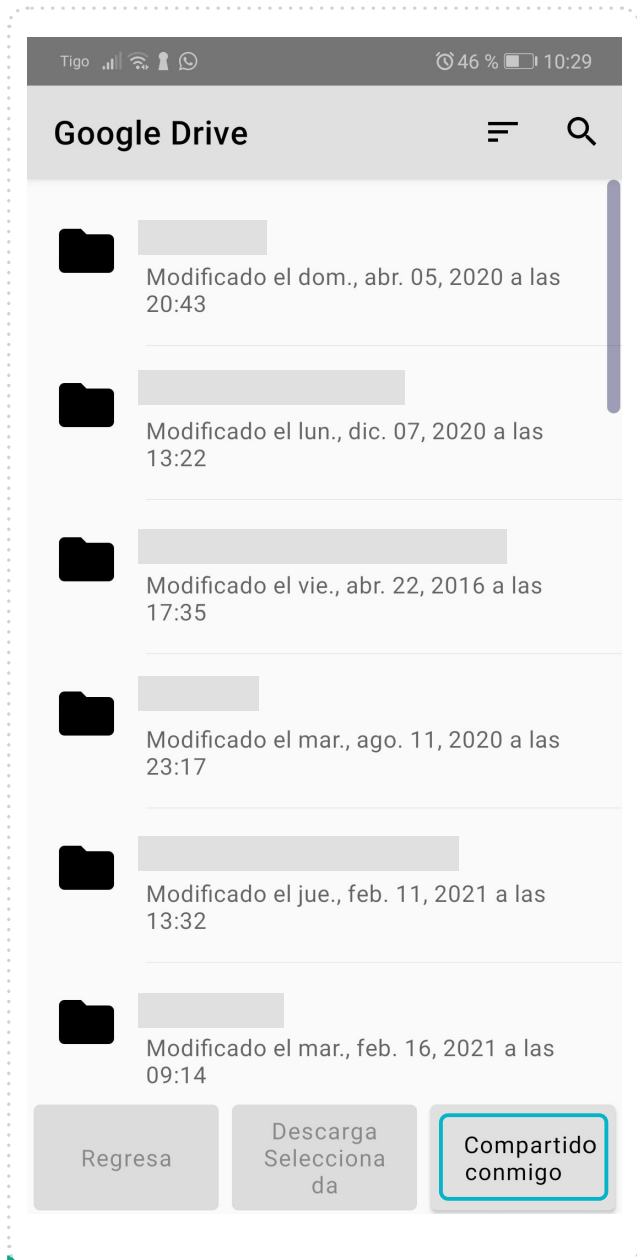 Tigo 46 % 10:29
Google Drive
Modificado el dom., abr. 05, 2020 a las
20:43
Modificado el lun., dic. 07, 2020 a las
13:22
Modificado el vie., abr. 22, 2016 a las
17:35
Modificado el mar., ago. 11, 2020 a las
23:17
Modificado el jue., feb. 11, 2021 a las
13:32
Modificado el mar., feb. 16, 2021 a las
09:14
Regresa
Descarga
Selecciona
da
Compartido
conmigo